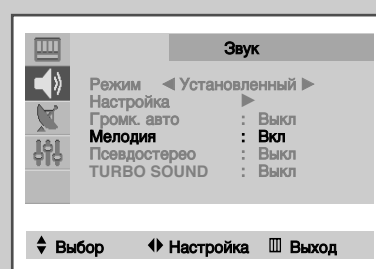 Звук
Режим ◀ Установленный ▶
Настройка ▶
Громк. авто : Выкл
Мелодия : Вкл
Псевдостерео : Выкл
TURBO SOUND : Выкл
Выбор Настройка Выход